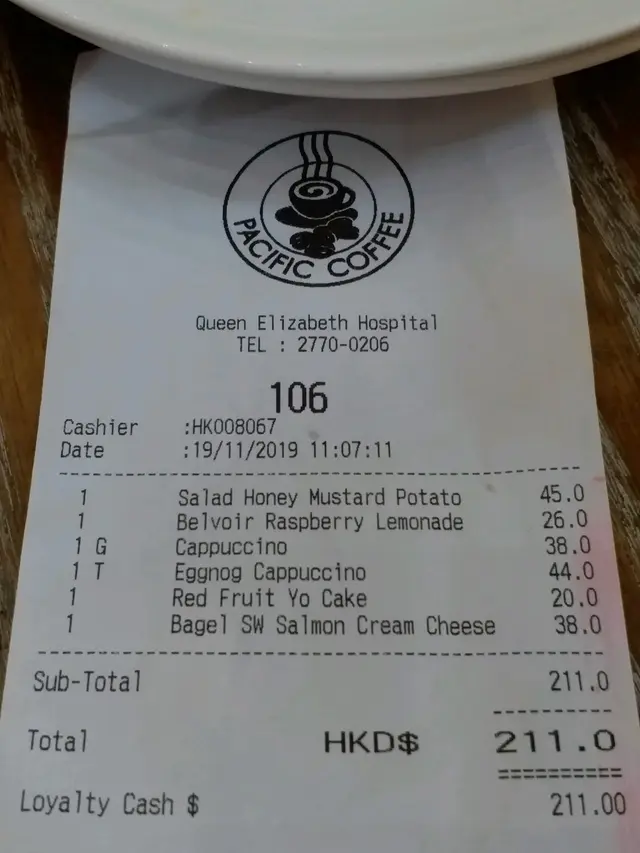 PACIFIC COFFEE
Queen Elizabeth Hospital
TEL : 2770-0206
106
Cashier :HK008067
Date :19/11/2019 11:07:11
1 Salad Honey Mustard Potato 45.0
1 Belvoir Raspberry Lemonade 26.0
1 G Cappuccino 38.0
1 T Eggnog Cappuccino 44.0
1 Red Fruit Yo Cake 20.0
1 Bagel SW Salmon Cream Cheese 38.0
Sub-Total 211.0
Total HKD$ 211.0
Loyalty Cash $ 211.00